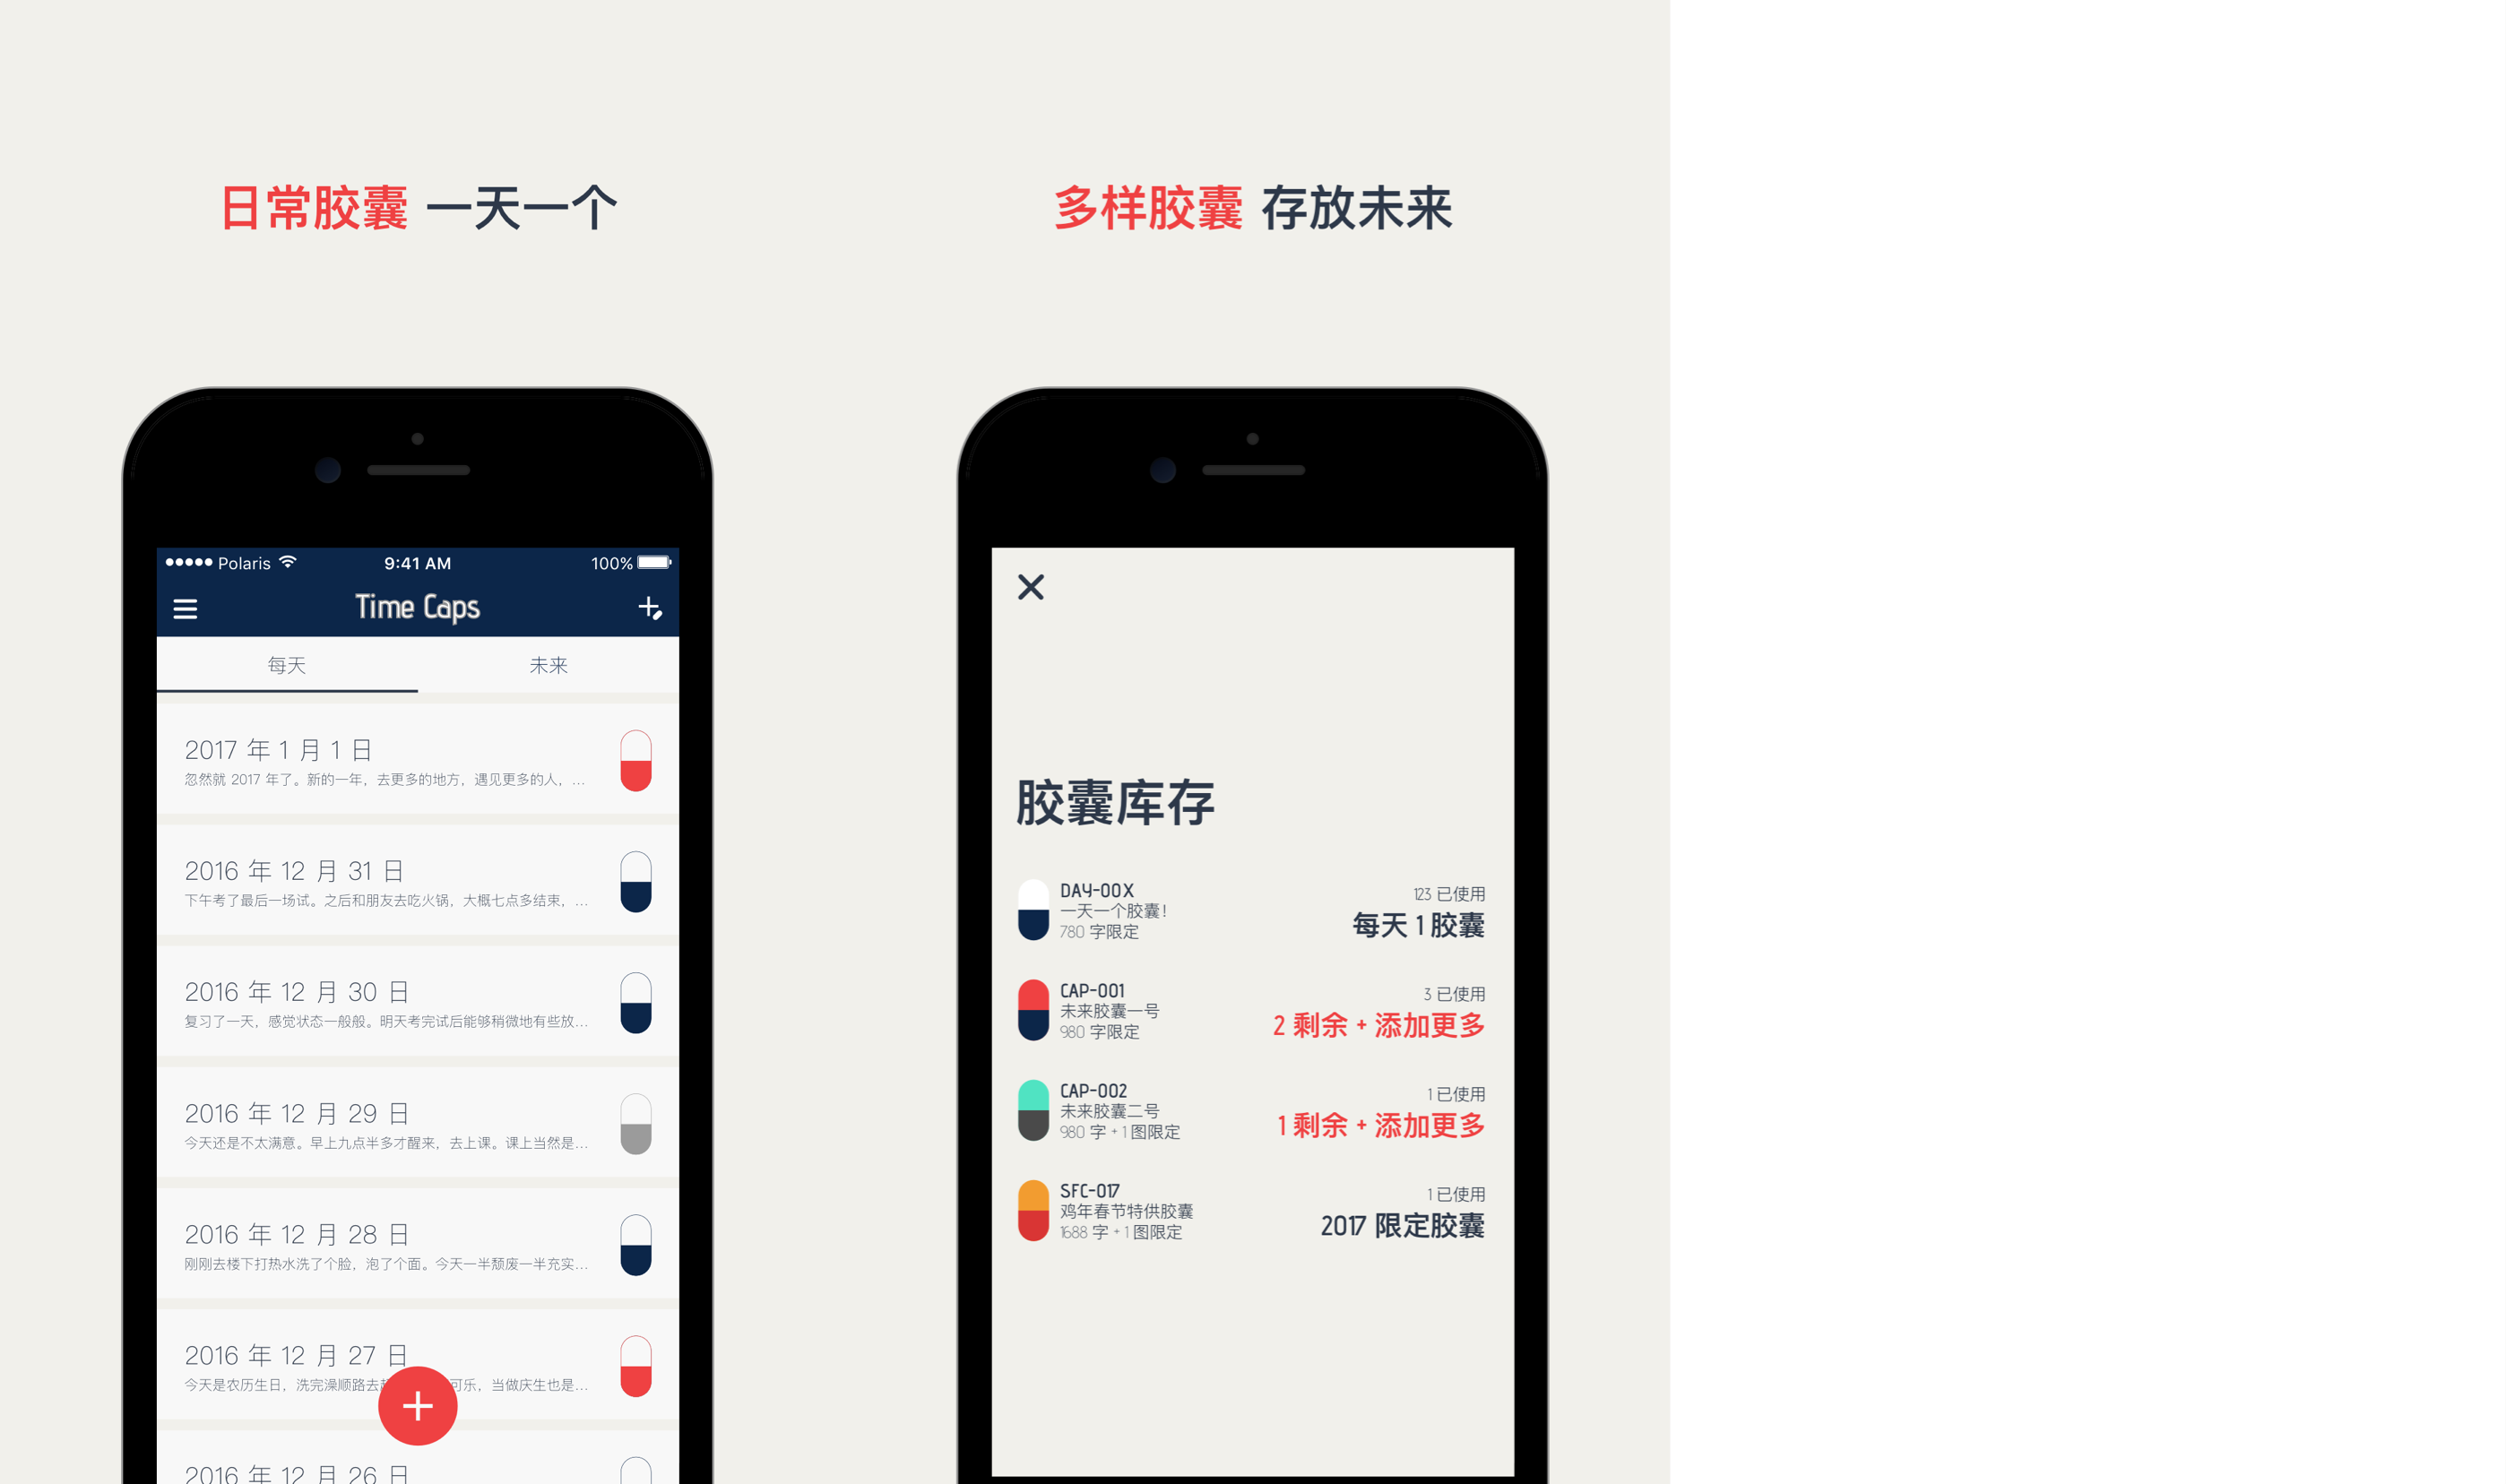 日常胶囊 一天一个
Polaris 9:41 AM 100%
Time Caps
每天 未来
2017 年 1 月 1 日
忽然就 2017 年了。新的一年，去更多的地方，遇见更多的人，…
2016 年 12 月 31 日
下午考了最后一场试。之后和朋友去吃火锅，大概七点多结束，…
2016 年 12 月 30 日
复习了一天，感觉状态一般般。明天考完试后能够稍微地有些放…
2016 年 12 月 29 日
今天还是不太满意。早上九点半多才醒来，去上课。课上当然是…
2016 年 12 月 28 日
刚刚去楼下打热水洗了个脸，泡了个面。今天一半颓废一半充实…
2016 年 12 月 27 日
今天是农历生日，洗完澡顺路去 可乐，当做庆生也是…
2016 年 12 月 26 日
多样胶囊 存放未来
胶囊库存
DAY-00X
一天一个胶囊！
780 字限定
123 已使用
每天 1 胶囊
CAP-001
未来胶囊一号
980 字限定
3 已使用
2 剩余 + 添加更多
CAP-002
未来胶囊二号
980 字 + 1 图限定
1 已使用
1 剩余 + 添加更多
SFC-017
鸡年春节特供胶囊
1688 字 + 1 图限定
1 已使用
2017 限定胶囊